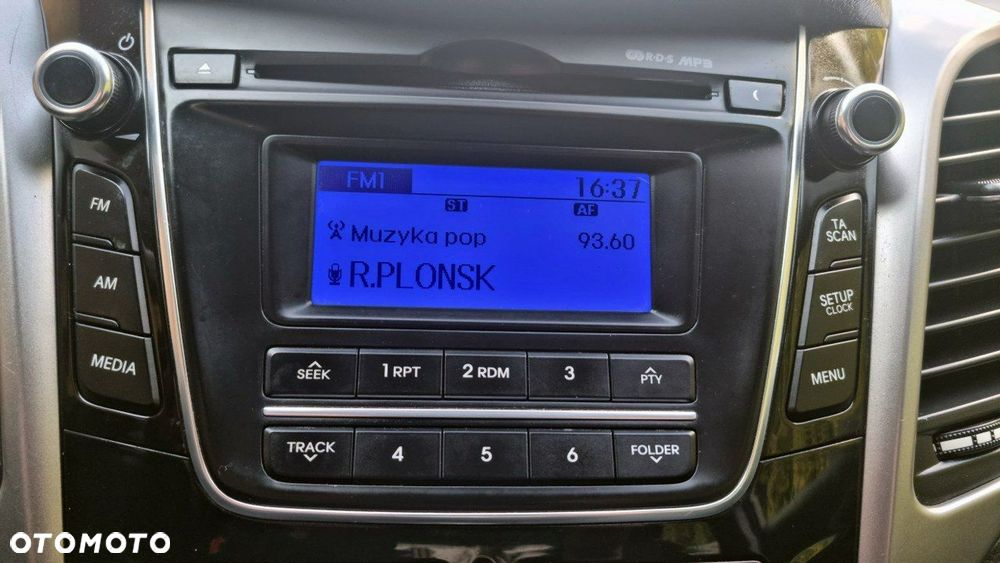 R·D·S MP3
FM1 16:37
ST AF
Muzyka pop 93.60
R.PLONSK
FM
AM
MEDIA
TA
SCAN
SETUP
CLOCK
MENU
SEEK 1 RPT 2 RDM 3 PTY
TRACK 4 5 6 FOLDER
OTOMOTO